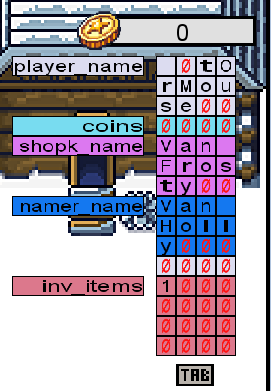 0
player_name Ø t O
r M o u
s e Ø Ø
coins Ø Ø Ø Ø
shopk_name V a n
F r o s
t y Ø Ø
namer_name V a n
H o l l
y Ø Ø Ø
Ø Ø Ø Ø
inv_items 1 Ø Ø Ø
Ø Ø Ø Ø
Ø Ø Ø Ø
Ø Ø Ø Ø
TAB